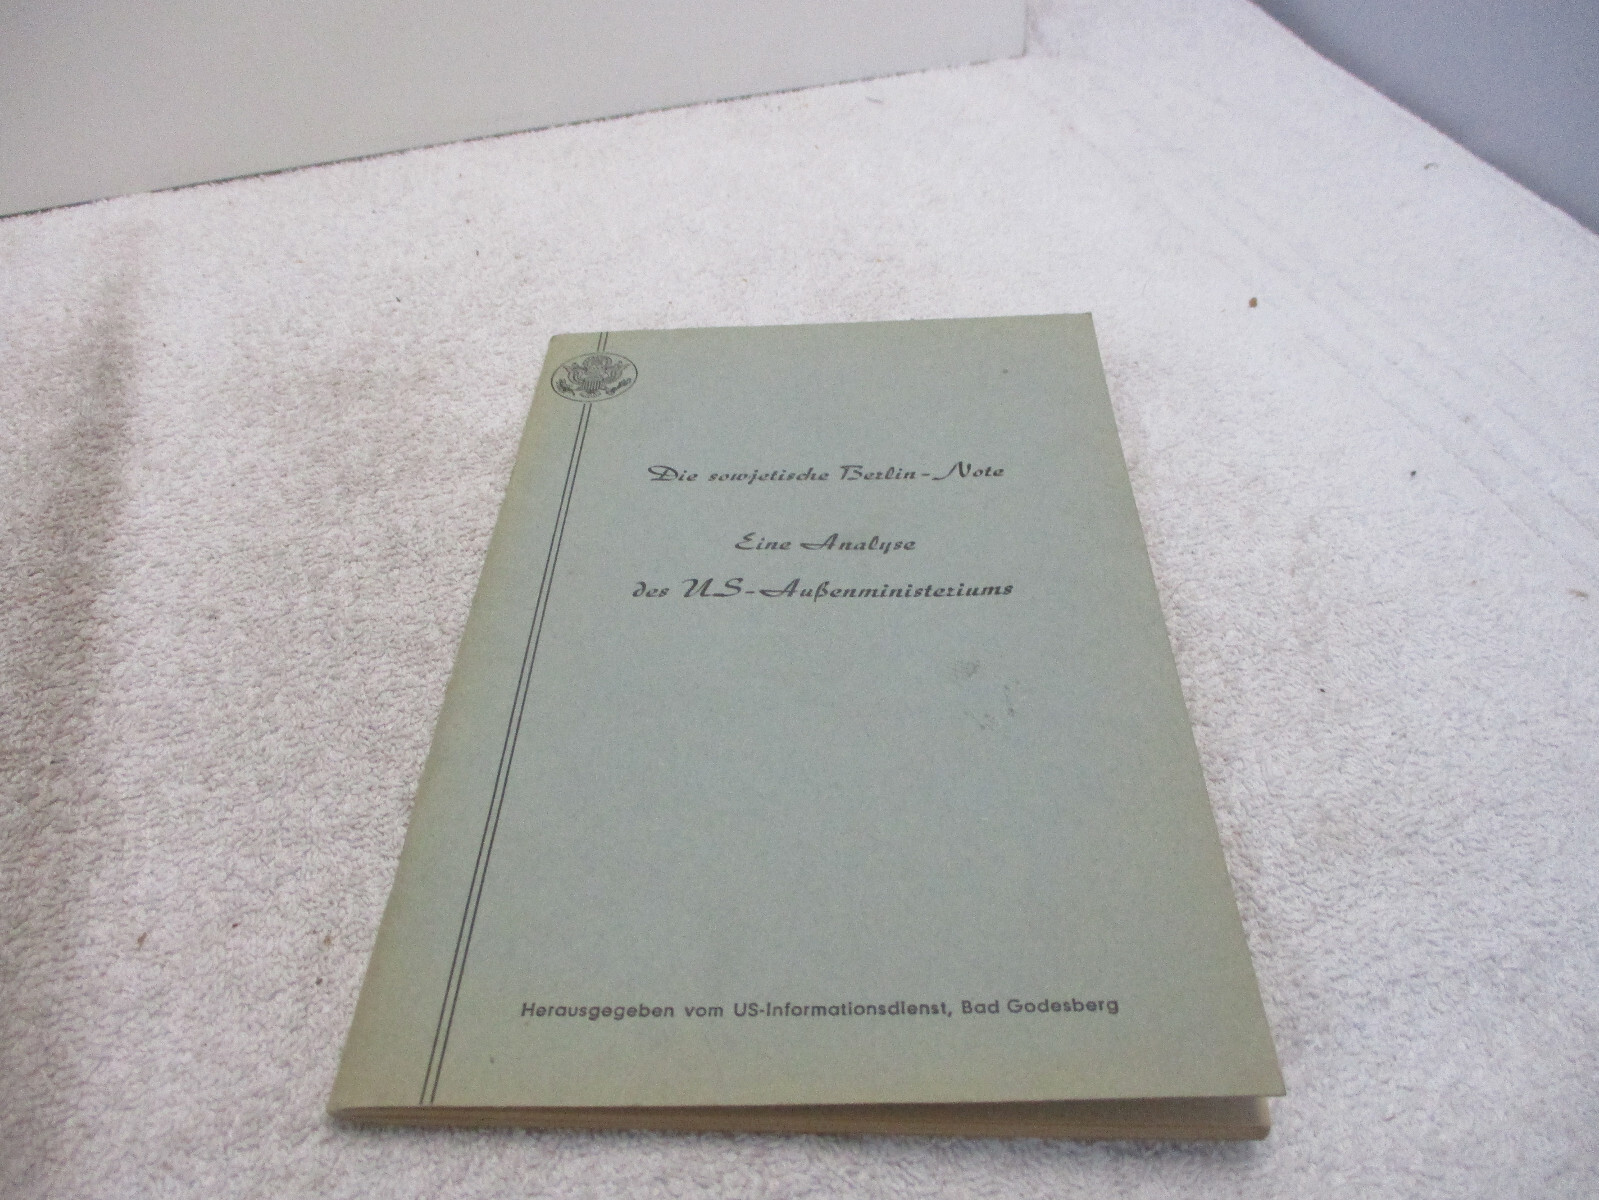 Die sowjetische Berlin-Note
Eine Analyse
des US-Außenministeriums
Herausgegeben vom US-Informationsdienst, Bad Godesberg